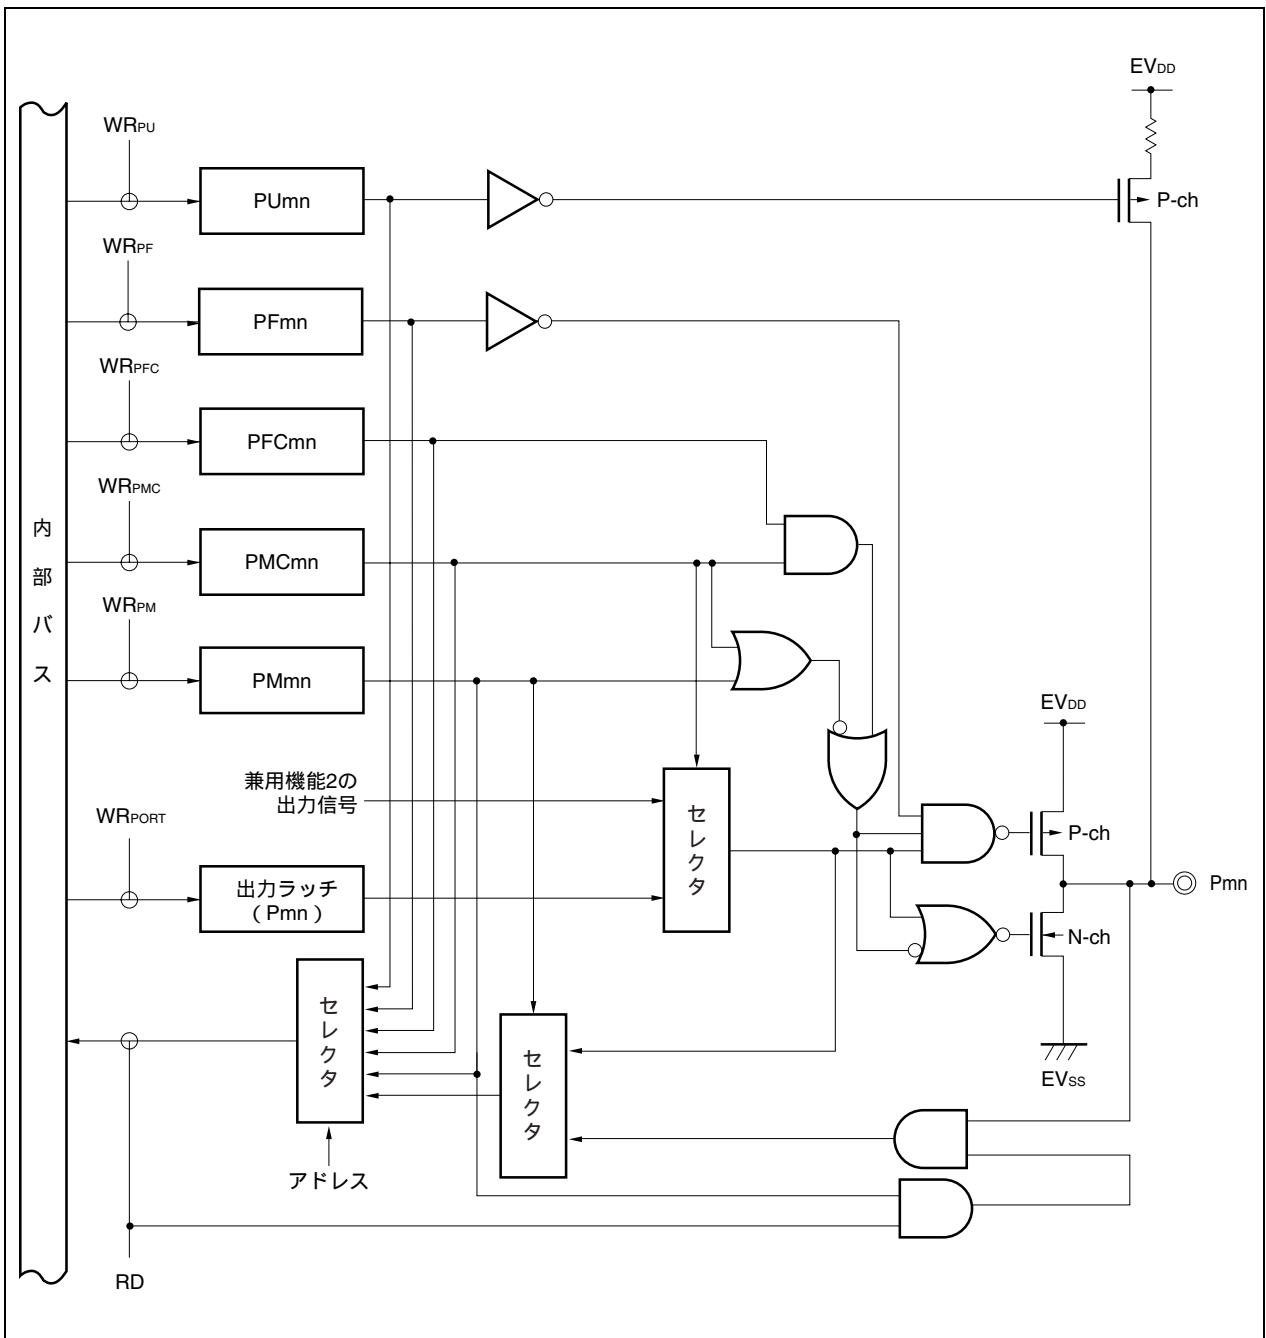 EVDD
WRPU
PUmn
P-ch
WRPF
PFmn
WRPFC
PFCmn
WRPMC
PMCmn
内部バス
WRPM
PMmn
EVDD
兼用機能2の
出力信号
セレクタ
WRPORT
P-ch
出力ラッチ
(Pmn)
Pmn
N-ch
セレクタ
セレクタ
EVSS
アドレス
RD